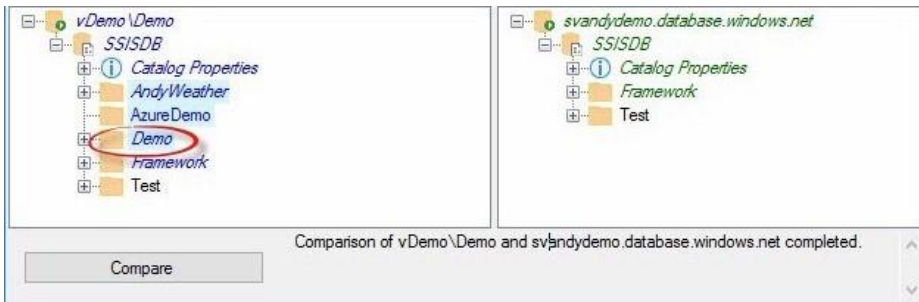 vDemo\Demo
SSISDB
Catalog Properties
AndyWeather
AzureDemo
Demo
Framework
Test
svandydemo.database.windows.net
SSISDB
Catalog Properties
Framework
Test
Comparison of vDemo\Demo and svandydemo.database.windows.net completed.
Compare